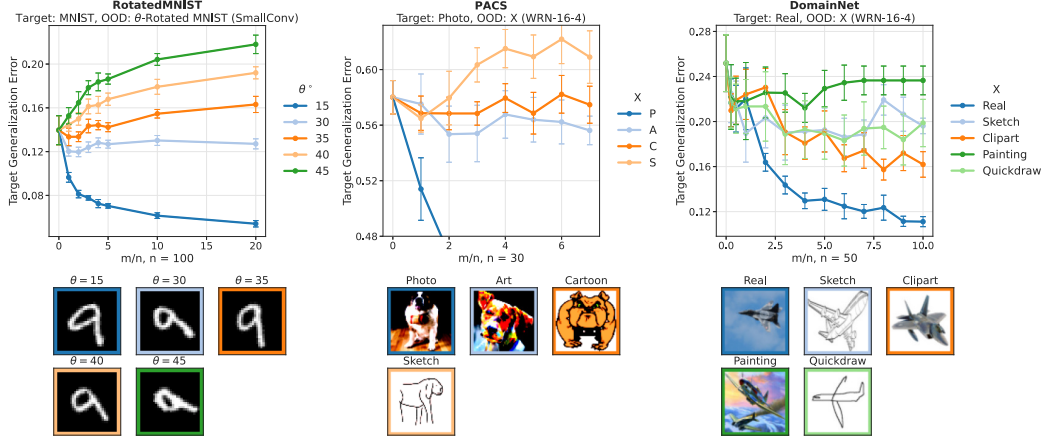 RotatedMNIST
Target: MNIST, OOD: θ-Rotated MNIST (SmallConv)
Target Generalization Error
0.20
0.16
0.12
0.08
0
5
10
15
20
m/n, n = 100
θ°
15
30
35
40
45
PACS
Target: Photo, OOD: X (WRN-16-4)
Target Generalization Error
0.60
0.56
0.52
0.48
0
2
4
6
m/n, n = 30
X
P
A
C
S
DomainNet
Target: Real, OOD: X (WRN-16-4)
Target Generalization Error
0.28
0.24
0.20
0.16
0.12
0.0
2.5
5.0
7.5
10.0
m/n, n = 50
X
Real
Sketch
Clipart
Painting
Quickdraw
θ = 15
θ = 30
θ = 35
θ = 40
θ = 45
Photo
Art
Cartoon
Sketch
Real
Sketch
Clipart
Painting
Quickdraw